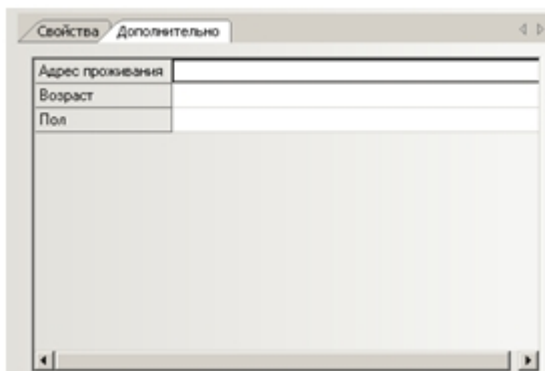 Свойства Дополнительно
Адрес проживания
Возраст
Пол